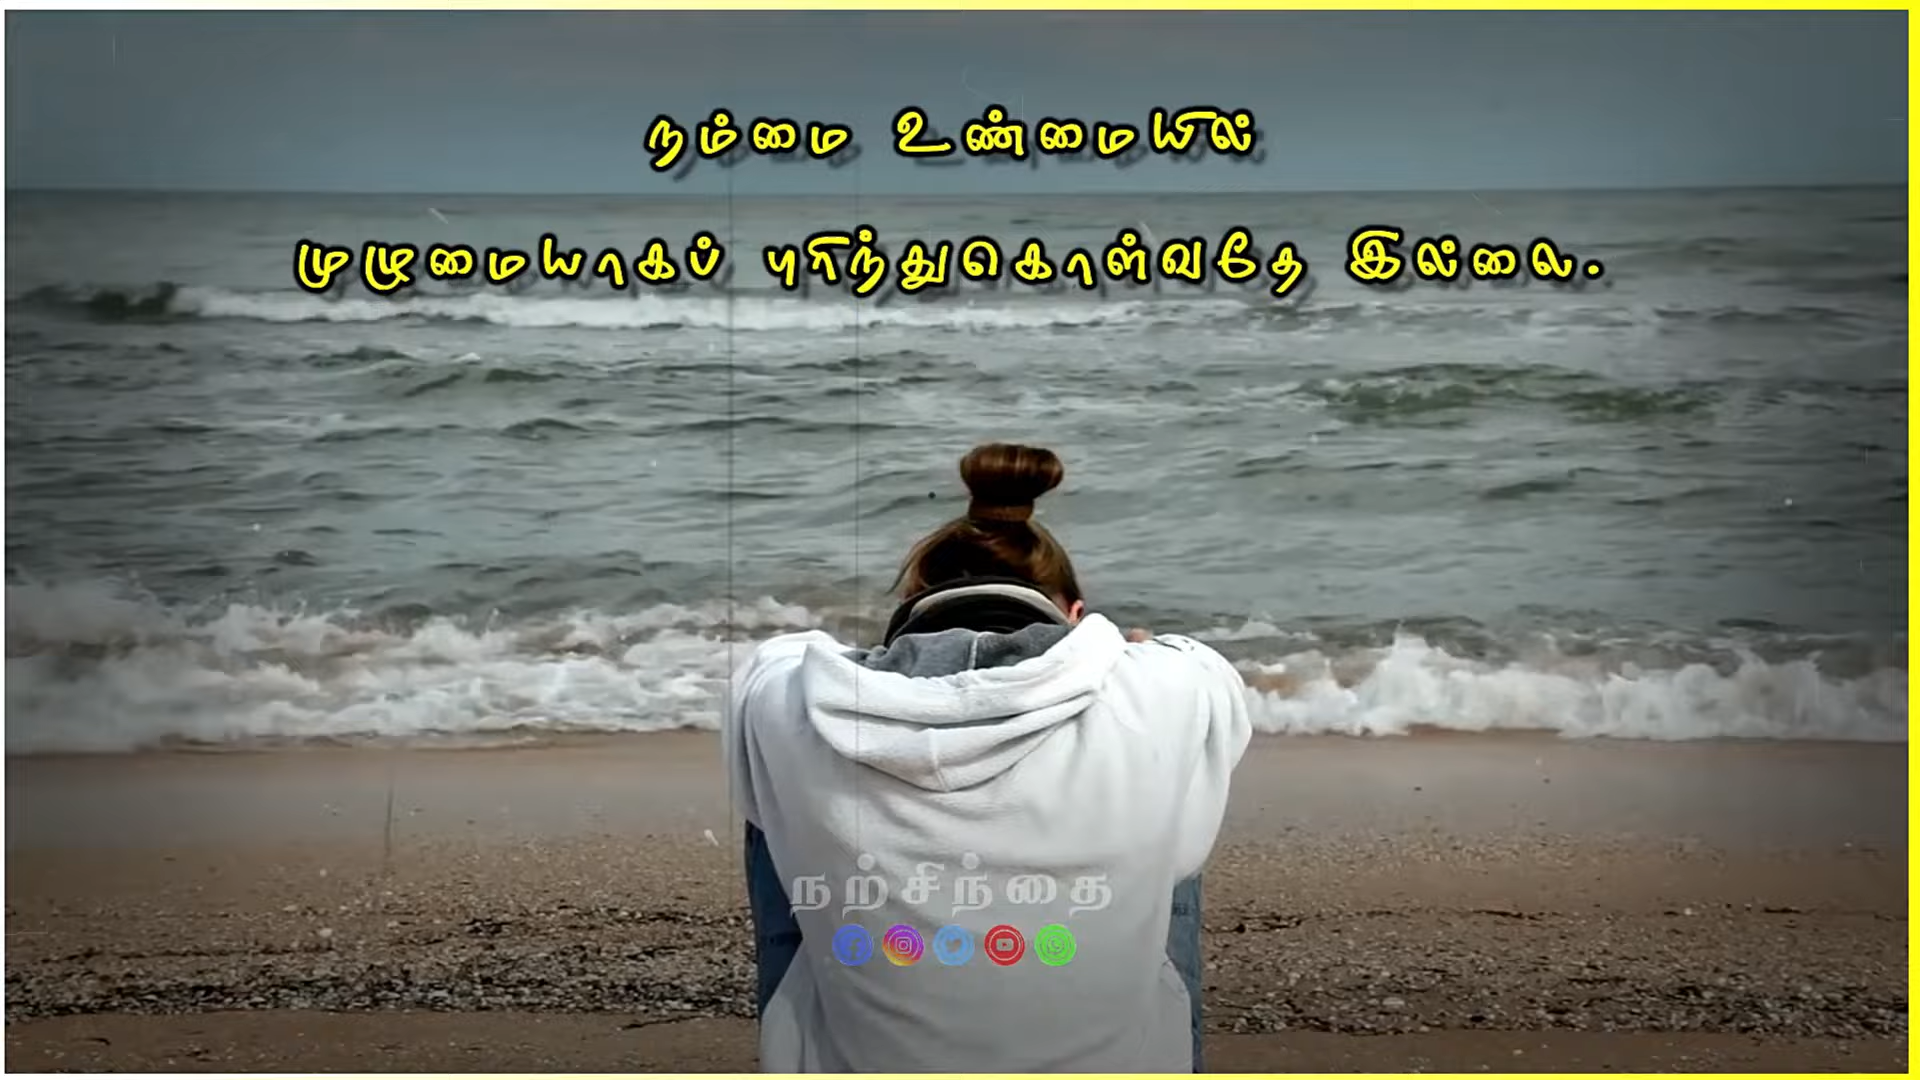 நம்மை உண்மையில்
முழுமையாகப் புரிந்துகொள்வதே இல்லை.
நற்சிந்தை